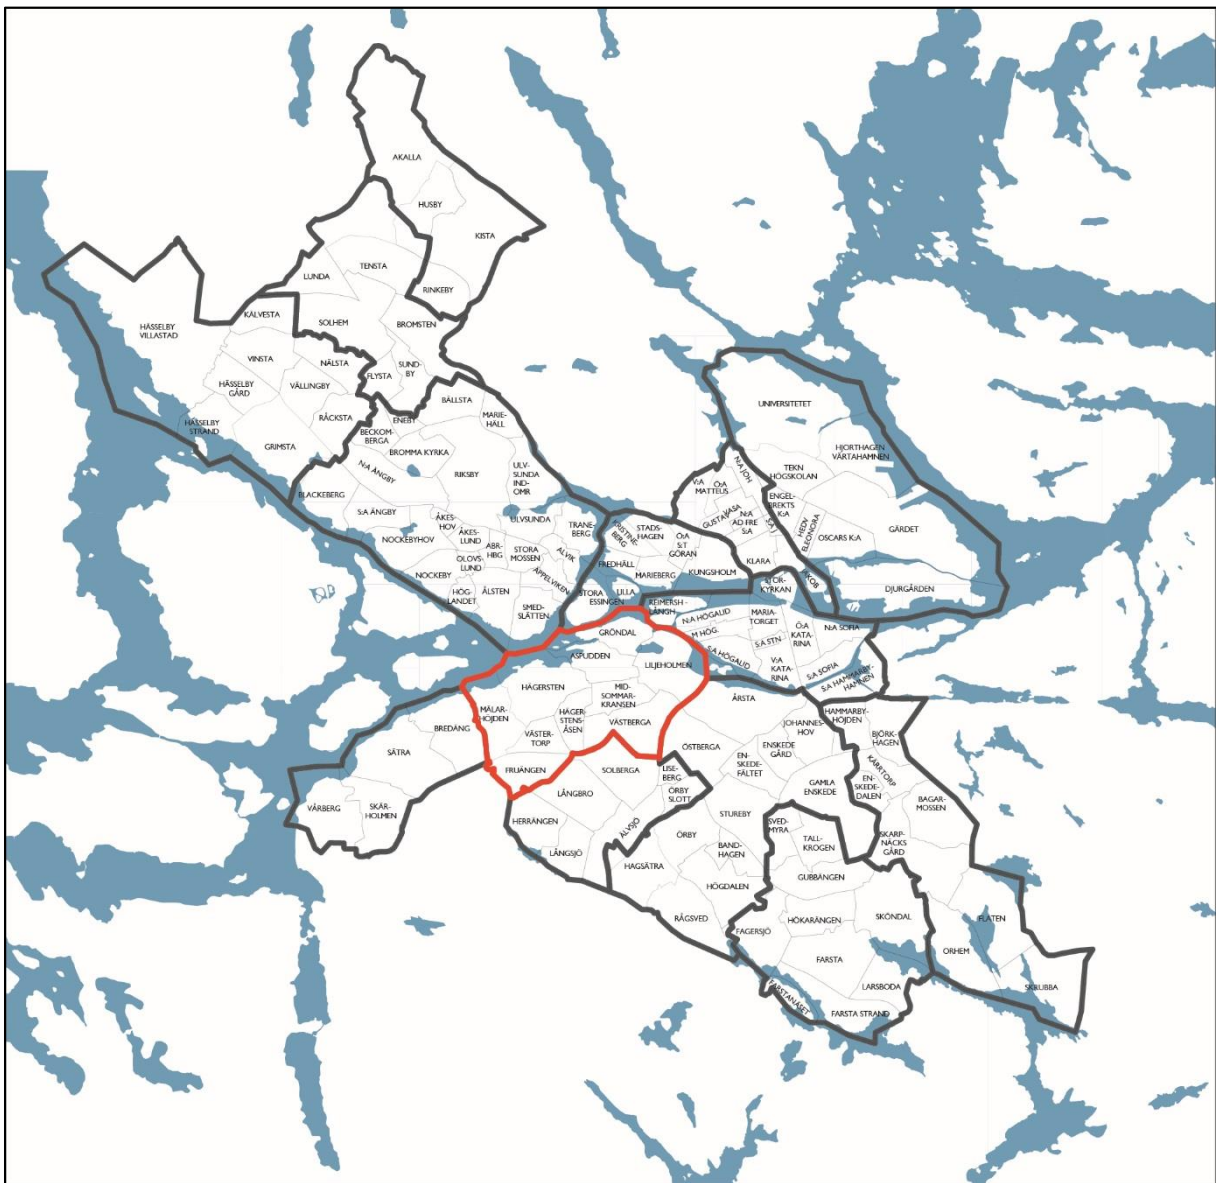 AKALLA
HUSBY
KISTA
TENSTA
LUNDA
RINKEBY
KÄLVESTA
SOLHEM
BROMSTEN
HÄSSELBY
VILLASTAD
VINSTA
NÄLSTA
SUND-
BY
FLYSTA
HÄSSELBY
GÅRD
VÄLLINGBY
RÅCKSTA
HÄSSELBY
STRAND
GRIMSTA
BÄLLSTA
MARIE-
HÄLL
ENEBY
BECKOM-
BERGA
BROMMA KYRKA
N:A ÄNGBY
RIKSBY
ULV-
SUNDA
IND-
OMR
BLACKEBERG
S:A ÄNGBY
ÅKES-
HOV
ULVSUNDA
TRANE-
BERG
NOCKEBYHOV
ÅKES-
LUND
ABR-
HBG
STORA
MOSSEN
ALVIK
OLOVS-
LUND
NOCKEBY
ÄPPELVIKEN
HÖG-
LANDET
ÅLSTEN
SMED-
SLÄTTEN
UNIVERSITETET
HJORTHAGEN
VÄRTAHAMNEN
TEKN
HÖGSKOLAN
N:A JOH
V:A
MATTEUS
Ö:A
GUSTAF
VASA
N:A
AD FRE
S:A
S:A J
ENGEL-
BREKTS
K:A
HEDV
ELEONORA
OSCARS K:A
GÄRDET
DJURGÅRDEN
KRISTINE-
BERG
STADS-
HAGEN
Ö:A
S:T
GÖRAN
FREDHÄLL
MARIEBERG
KUNGSHOLM
KLARA
JAKOB
STOR-
KYRKAN
STORA
ESSINGEN
LILLA
REIMERSH
LÅNGH
N:A HÖGALID
M HÖG.
S:A HÖGALID
MARIA-
TORGET
S:A STN
Ö:A
KATA-
RINA
N:A SOFIA
V:A
KATA-
RINA
S:A SOFIA
S:A HAMMARBY-
HAMNEN
GRÖNDAL
ASPUDDEN
LILJEHOLMEN
HÄGERSTEN
MID-
SOMMAR-
KRANSEN
MÄLAR-
HÖJDEN
HÄGER
STENS-
ÅSEN
VÄSTBERGA
VÄSTER-
TORP
FRUÄNGEN
BREDÄNG
SÄTRA
VÅRBERG
SKÄR-
HOLMEN
SOLBERGA
LÅNGBRO
LISE-
BERG
ÖRBY
SLOTT
HERRÄNGEN
ÄLVSJÖ
LÅNGSJÖ
ÅRSTA
JOHANNES-
HOV
HAMMARBY-
HÖJDEN
BJÖRK-
HAGEN
ÖSTBERGA
ENSKEDE
GÅRD
EN-
SKEDE-
FÄLTET
KÄRRTORP
EN-
SKEDE-
DALEN
GAMLA
ENSKEDE
BAGAR-
MOSSEN
STUREBY
SVED-
MYRA
TALL-
KROGEN
SKARP-
NÄCKS
GÅRD
ÖRBY
BAND-
HAGEN
HAGSÄTRA
GUBBÄNGEN
HÖGDALEN
HÖKARÄNGEN
SKÖNDAL
RÅGSVED
FAGERSJÖ
FLATEN
ORHEM
FARSTA
LARSBODA
SKRUBBA
FARSTANÄSET
FARSTA STRAND